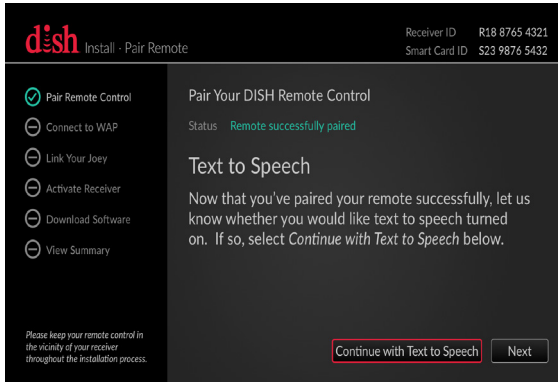 dish Install - Pair Remote
Receiver ID R18 8765 4321
Smart Card ID S23 9876 5432
Pair Remote Control
Connect to WAP
Link Your Joey
Activate Receiver
Download Software
View Summary
Please keep your remote control in
the vicinity of your receiver
throughout the installation process.
Pair Your DISH Remote Control
Status Remote successfully paired
Text to Speech
Now that you've paired your remote successfully, let us
know whether you would like text to speech turned
on. If so, select Continue with Text to Speech below.
Continue with Text to Speech
Next